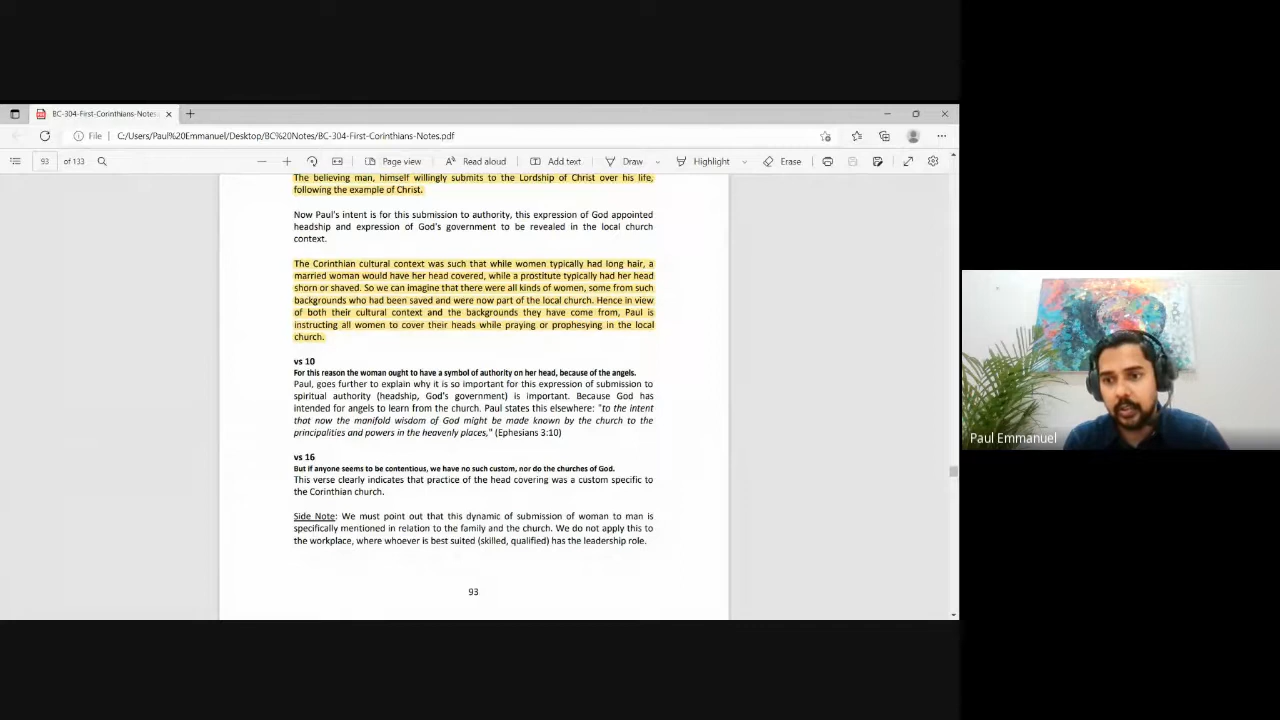 BC-304-First-Corinthians-Notes
File
C:/Users/Paul%20Emmanuel/Desktop/BC%20Notes/BC-304-First-Corinthians-Notes.pdf
93 of 133
Page view
Read aloud
Add text
Draw
Highlight
Erase
The believing man, himself willingly submits to the Lordship of Christ over his life,
following the example of Christ.
Now Paul's intent is for this submission to authority, this expression of God appointed
headship and expression of God's government to be revealed in the local church
context.
The Corinthian cultural context was such that while women typically had long hair, a
married woman would have her head covered, while a prostitute typically had her head
shorn or shaved. So we can imagine that there were all kinds of women, some from such
backgrounds who had been saved and were now part of the local church. Hence in view
of both their cultural context and the backgrounds they have come from, Paul is
instructing all women to cover their heads while praying or prophesying in the local
church.
vs 10
For this reason the woman ought to have a symbol of authority on her head, because of the angels.
Paul, goes further to explain why it is so important for this expression of submission to
spiritual authority (headship, God's government) is important. Because God has
intended for angels to learn from the church. Paul states this elsewhere: "to the intent
that now the manifold wisdom of God might be made known by the church to the
principalities and powers in the heavenly places," (Ephesians 3:10)
vs 16
But if anyone seems to be contentious, we have no such custom, nor do the churches of God.
This verse clearly indicates that practice of the head covering was a custom specific to
the Corinthian church.
Side Note: We must point out that this dynamic of submission of woman to man is
specifically mentioned in relation to the family and the church. We do not apply this to
the workplace, where whoever is best suited (skilled, qualified) has the leadership role.
93
Paul Emmanuel